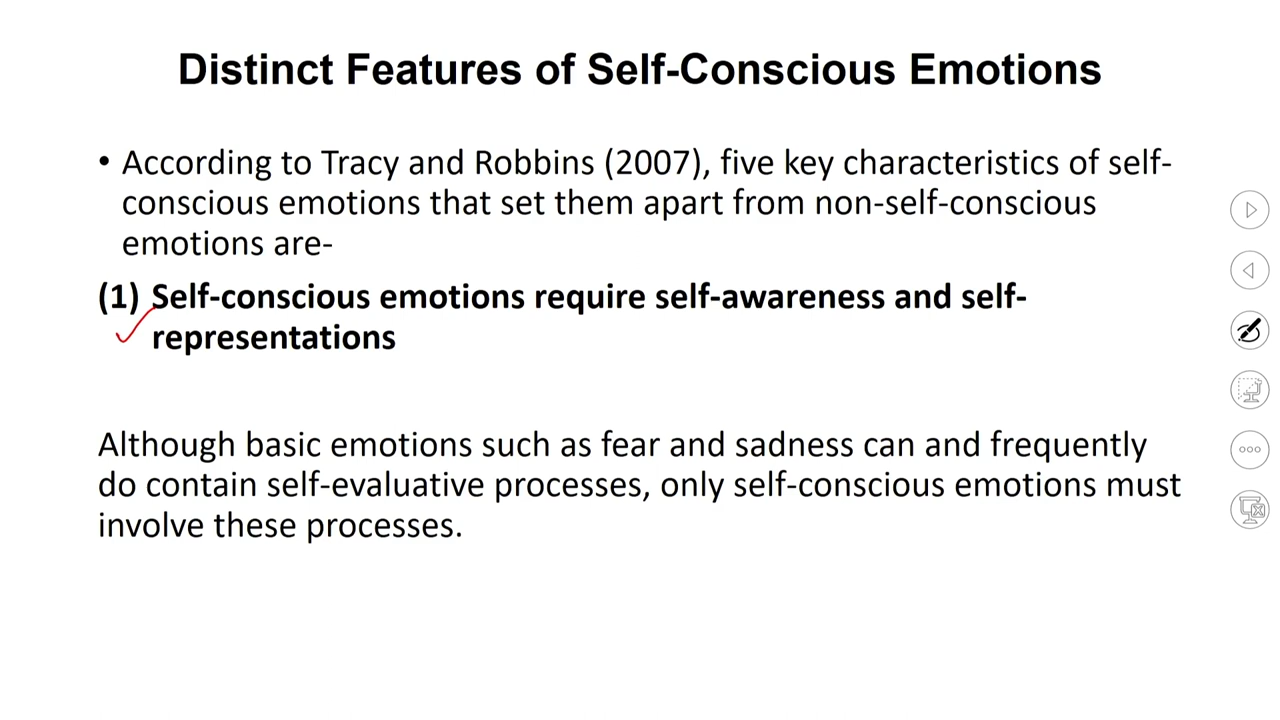 Distinct Features of Self-Conscious Emotions
• According to Tracy and Robbins (2007), five key characteristics of self-
conscious emotions that set them apart from non-self-conscious
emotions are-
(1) Self-conscious emotions require self-awareness and self-
representations
Although basic emotions such as fear and sadness can and frequently
do contain self-evaluative processes, only self-conscious emotions must
involve these processes.